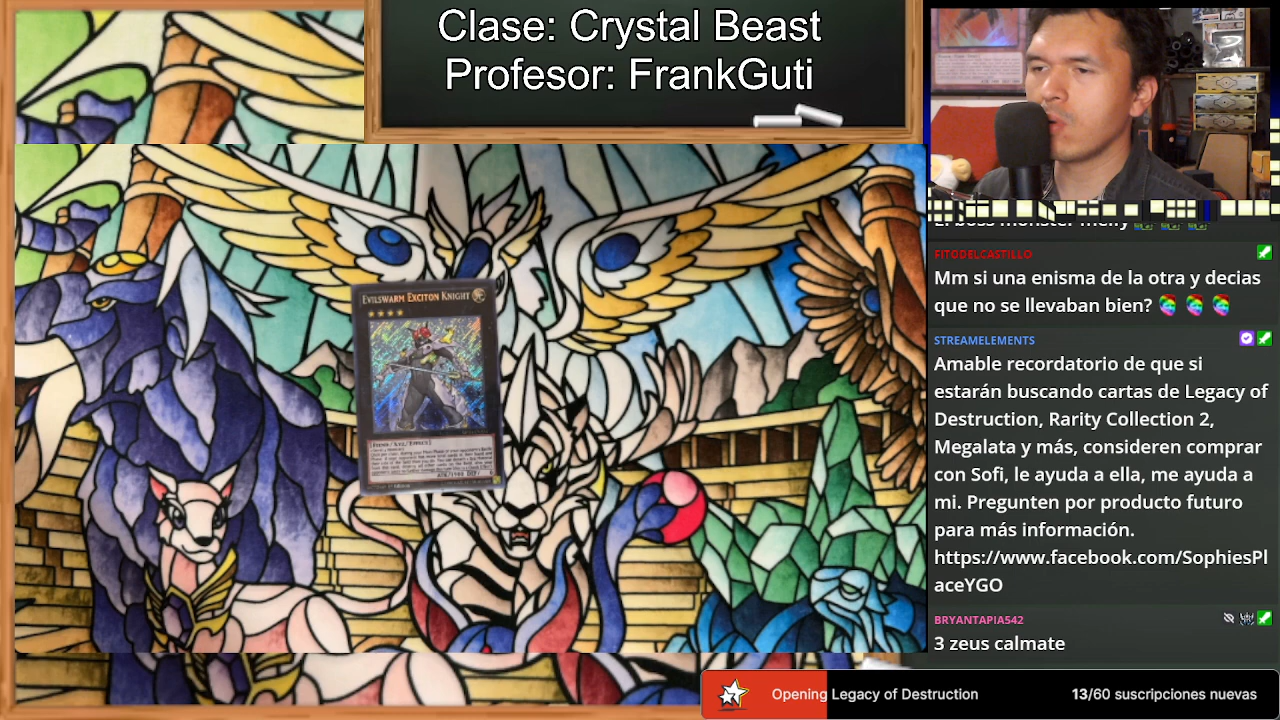 Clase: Crystal Beast
Profesor: FrankGuti
EVILSWARM EXCITON KNIGHT
FITODELCASTILLO
Mm si una enisma de la otra y decias
que no se llevaban bien?
STREAMELEMENTS
Amable recordatorio de que si
estarán buscando cartas de Legacy of
Destruction, Rarity Collection 2,
Megalata y más, consideren comprar
con Sofi, le ayuda a ella, me ayuda a
mi. Pregunten por producto futuro
para más información.
https://www.facebook.com/SophiesPl
aceYGO
BRYANTAPIA542
3 zeus calmate
Opening Legacy of Destruction
13/60 suscripciones nuevas